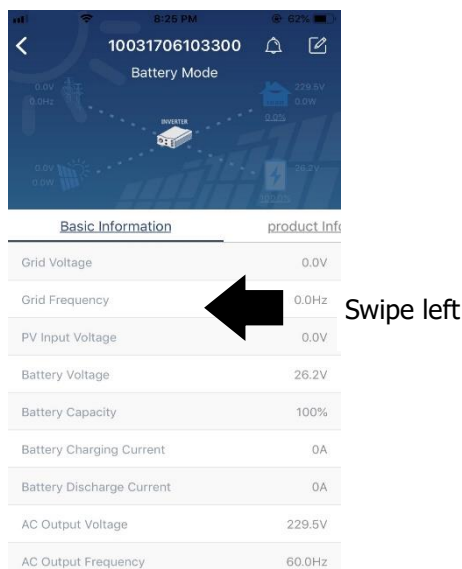 8:25 PM 62%
10031706103300
Battery Mode
0.0V
0.0Hz
229.5V
0.0W
0.0%
INVERTER
0.0V
0.0W
26.2V
100.0%
Basic Information product Info
Grid Voltage 0.0V
Grid Frequency 0.0Hz
Swipe left
PV Input Voltage 0.0V
Battery Voltage 26.2V
Battery Capacity 100%
Battery Charging Current 0A
Battery Discharge Current 0A
AC Output Voltage 229.5V
AC Output Frequency 60.0Hz